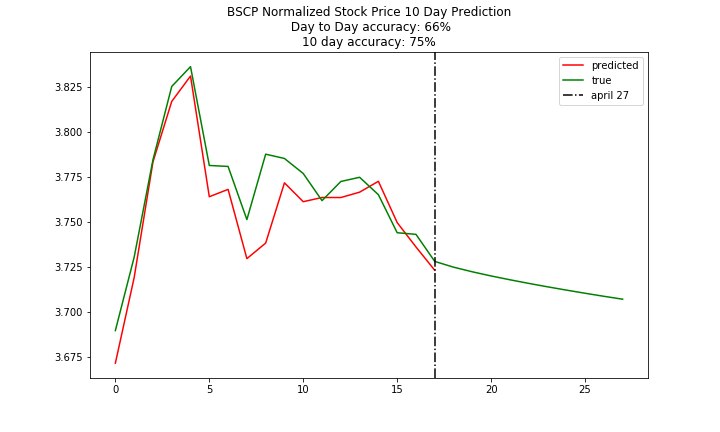 BSCP Normalized Stock Price 10 Day Prediction
Day to Day accuracy: 66%
10 day accuracy: 75%
predicted
true
april 27
3.825
3.800
3.775
3.750
3.725
3.700
3.675
0 5 10 15 20 25